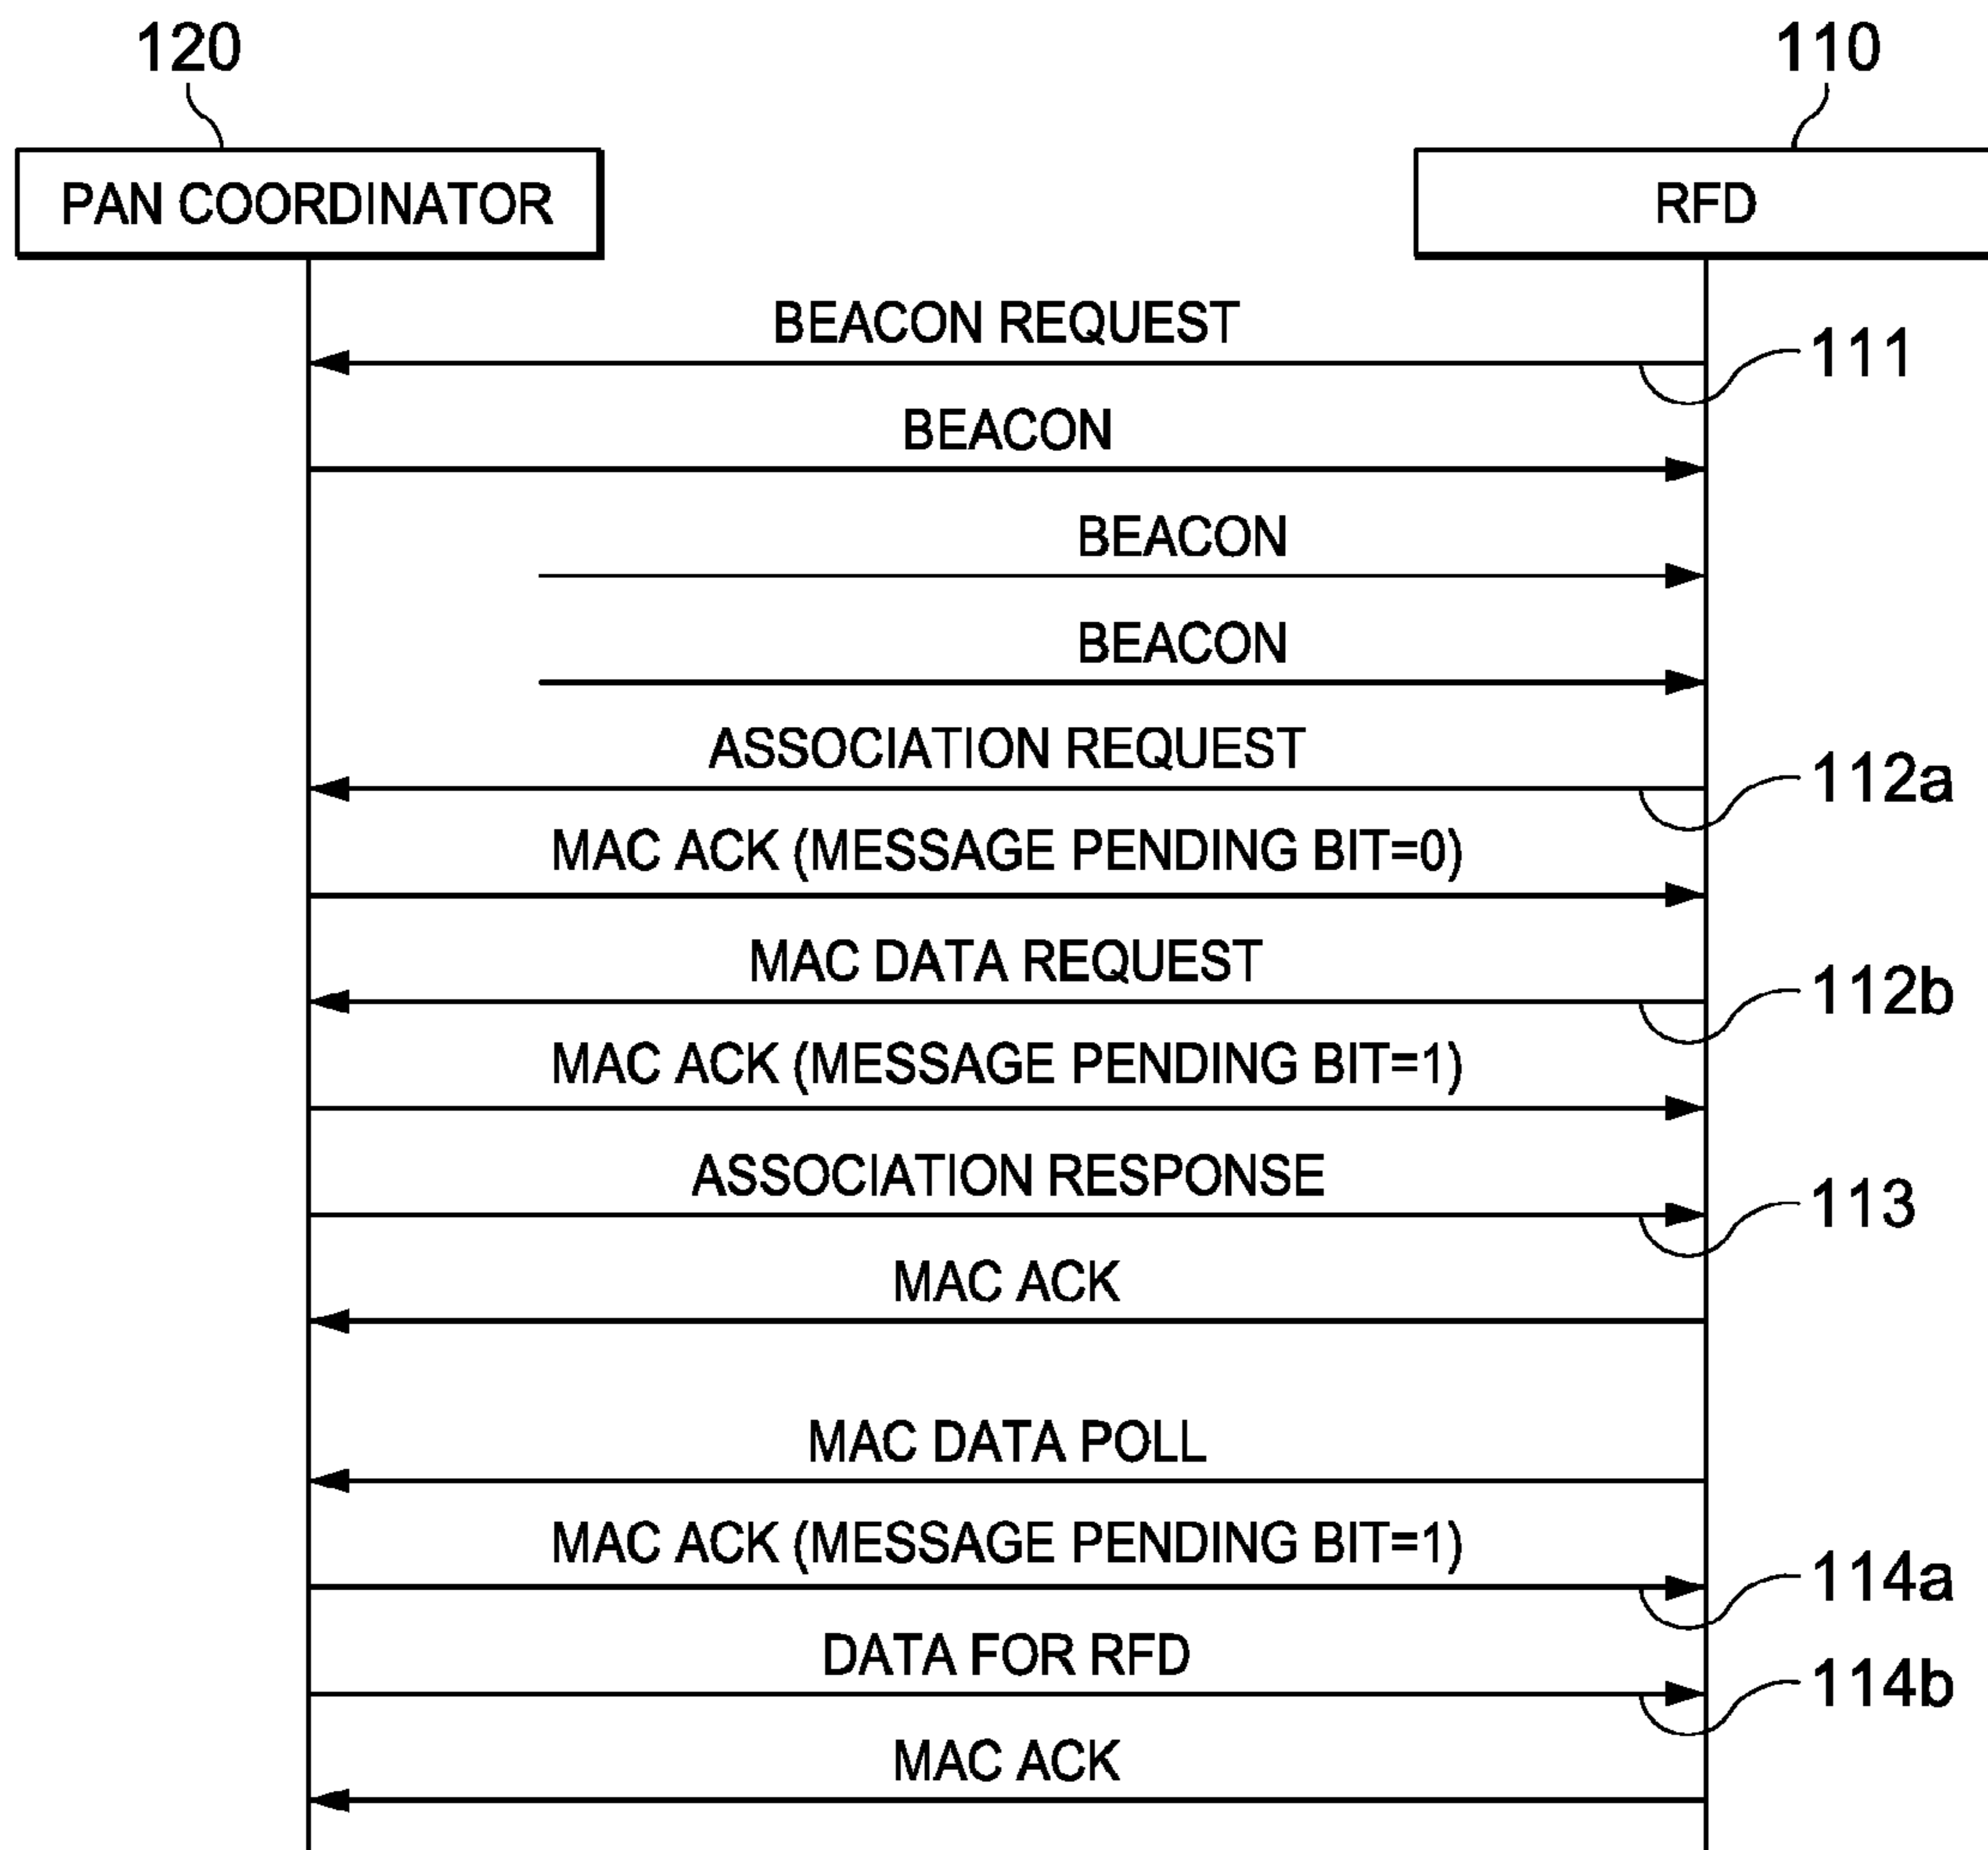 120
110
PAN COORDINATOR
RFD
BEACON REQUEST
111
BEACON
BEACON
BEACON
ASSOCIATION REQUEST
112a
MAC ACK (MESSAGE PENDING BIT=0)
MAC DATA REQUEST
112b
MAC ACK (MESSAGE PENDING BIT=1)
ASSOCIATION RESPONSE
113
MAC ACK
MAC DATA POLL
MAC ACK (MESSAGE PENDING BIT=1)
114a
DATA FOR RFD
114b
MAC ACK